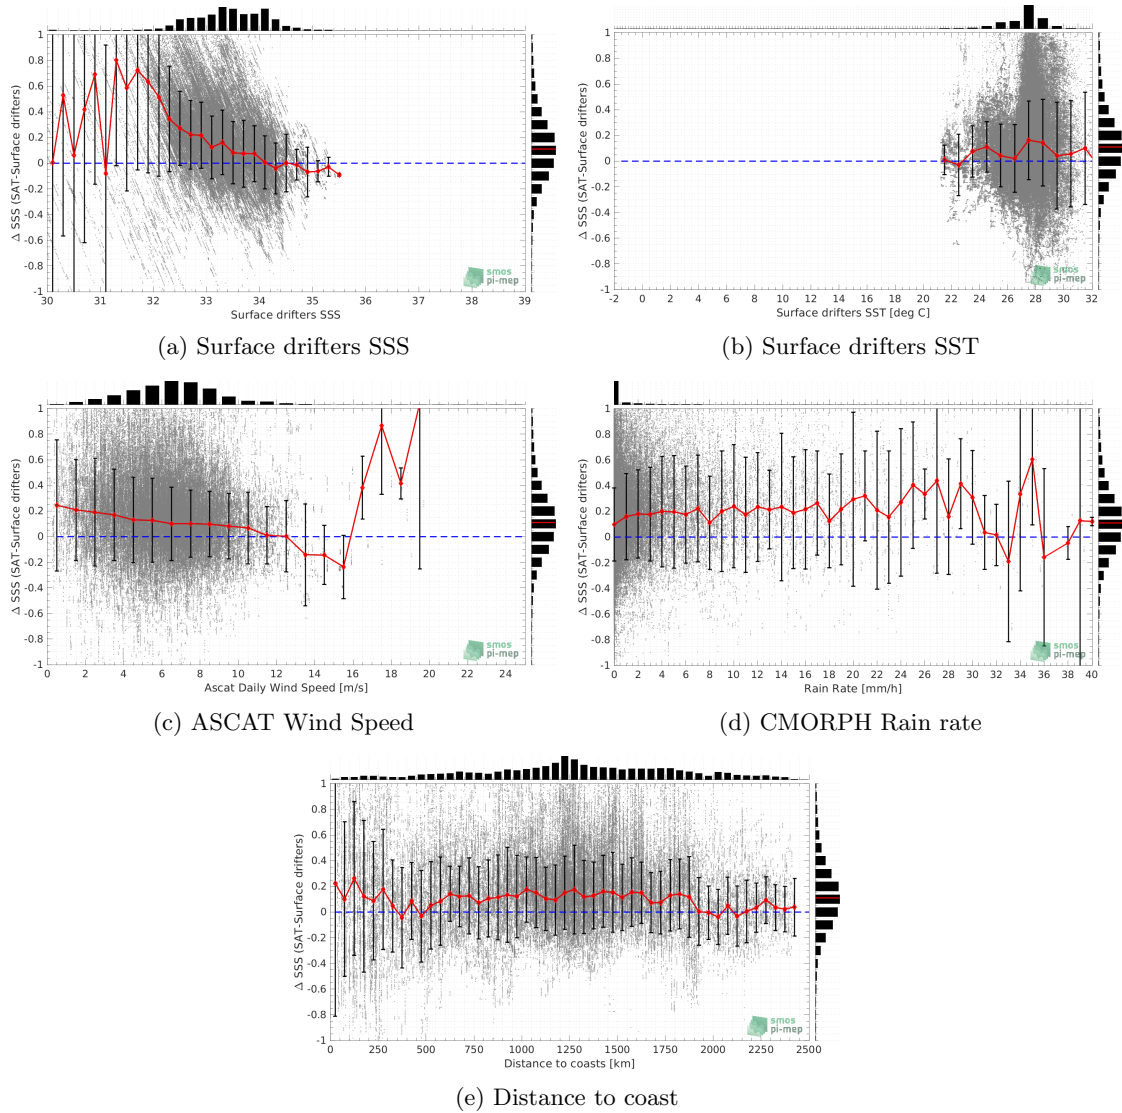 Δ SSS (SAT-Surface drifters)
1
0.8
0.6
0.4
0.2
0
-0.2
-0.4
-0.6
-0.8
-1
30 31 32 33 34 35 36 37 38 39
Surface drifters SSS
smos
pi-mep
(a) Surface drifters SSS
Δ SSS (SAT-Surface drifters)
1
0.8
0.6
0.4
0.2
0
-0.2
-0.4
-0.6
-0.8
-1
-2 0 2 4 6 8 10 12 14 16 18 20 22 24 26 28 30 32
Surface drifters SST [deg C]
smos
pi-mep
(b) Surface drifters SST
Δ SSS (SAT-Surface drifters)
1
0.8
0.6
0.4
0.2
0
-0.2
-0.4
-0.6
-0.8
-1
0 2 4 6 8 10 12 14 16 18 20 22 24
Ascat Daily Wind Speed [m/s]
smos
pi-mep
(c) ASCAT Wind Speed
Δ SSS (SAT-Surface drifters)
1
0.8
0.6
0.4
0.2
0
-0.2
-0.4
-0.6
-0.8
-1
0 2 4 6 8 10 12 14 16 18 20 22 24 26 28 30 32 34 36 38 40
Rain Rate [mm/h]
smos
pi-mep
(d) CMORPH Rain rate
Δ SSS (SAT-Surface drifters)
1
0.8
0.6
0.4
0.2
0
-0.2
-0.4
-0.6
-0.8
-1
0 250 500 750 1000 1250 1500 1750 2000 2250 2500
Distance to coasts [km]
smos
pi-mep
(e) Distance to coast